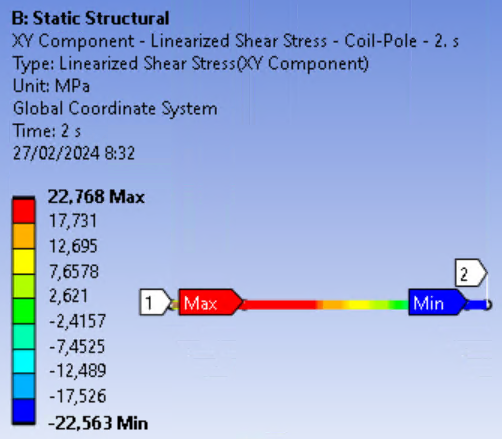 B: Static Structural
XY Component - Linearized Shear Stress - Coil-Pole - 2. s
Type: Linearized Shear Stress(XY Component)
Unit: MPa
Global Coordinate System
Time: 2 s
27/02/2024 8:32
22,768 Max
17,731
12,695
7,6578
2,621
-2,4157
-7,4525
-12,489
-17,526
-22,563 Min
1
Max
Min
2